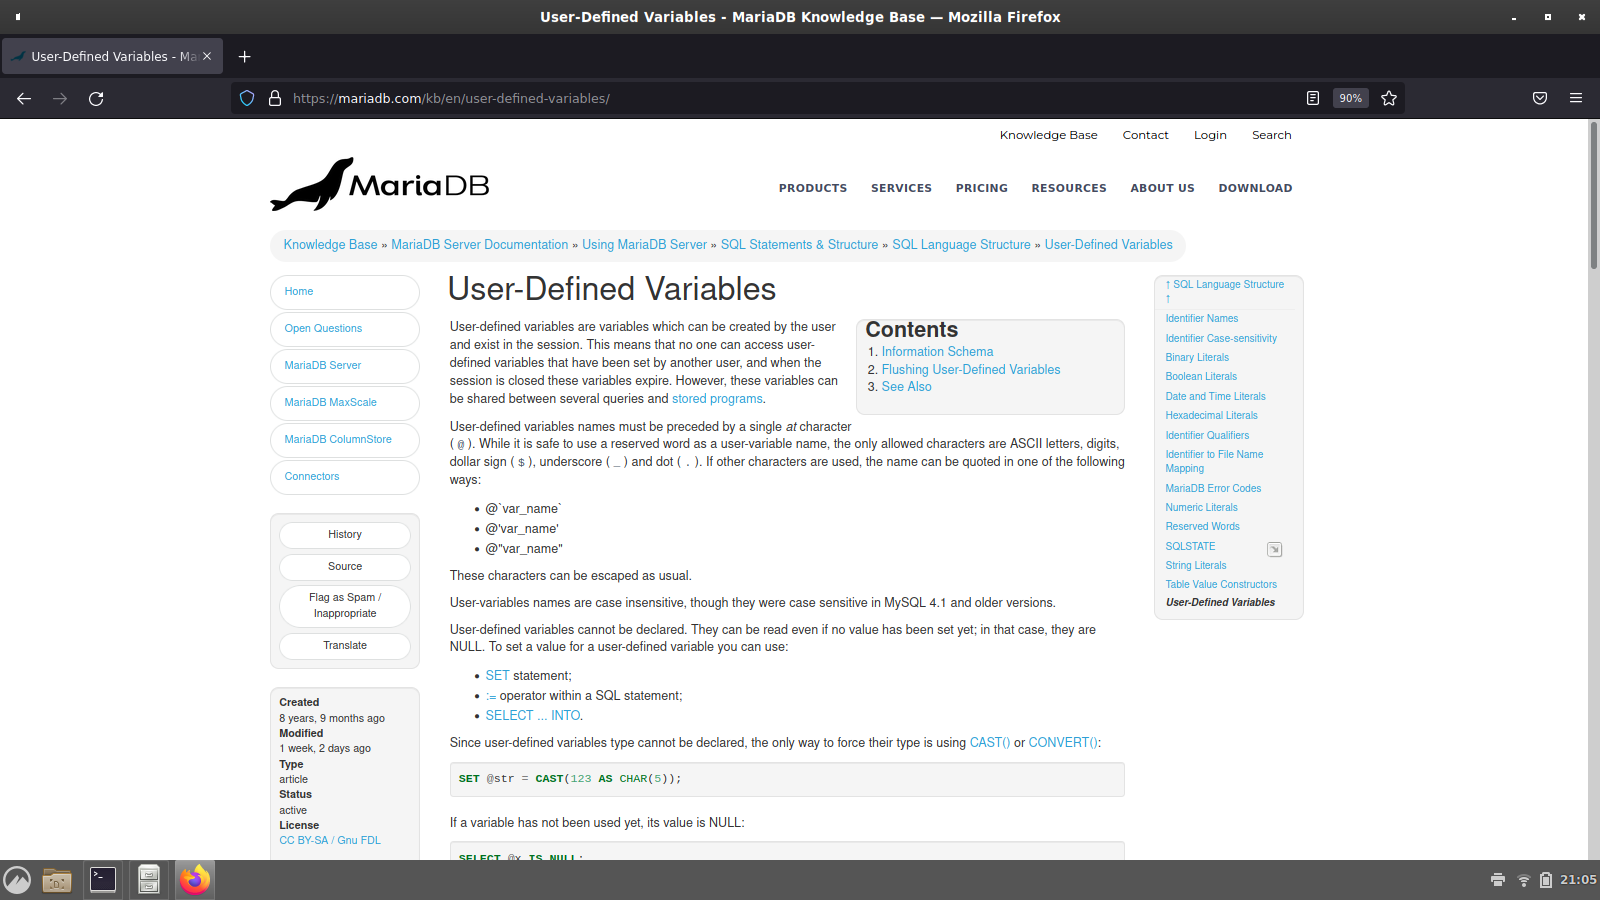 User-Defined Variables - MariaDB Knowledge Base — Mozilla Firefox
User-Defined Variables - Ma
https://mariadb.com/kb/en/user-defined-variables/
90%
Knowledge Base Contact Login Search
MariaDB
PRODUCTS SERVICES PRICING RESOURCES ABOUT US DOWNLOAD
Knowledge Base » MariaDB Server Documentation » Using MariaDB Server » SQL Statements & Structure » SQL Language Structure » User-Defined Variables
Home
Open Questions
MariaDB Server
MariaDB MaxScale
MariaDB ColumnStore
Connectors
History
Source
Flag as Spam /
Inappropriate
Translate
Created
8 years, 9 months ago
Modified
1 week, 2 days ago
Type
article
Status
active
License
CC BY-SA / Gnu FDL
User-Defined Variables
User-defined variables are variables which can be created by the user
and exist in the session. This means that no one can access user-
defined variables that have been set by another user, and when the
session is closed these variables expire. However, these variables can
be shared between several queries and stored programs.
Contents
1. Information Schema
2. Flushing User-Defined Variables
3. See Also
User-defined variables names must be preceded by a single at character
( @ ). While it is safe to use a reserved word as a user-variable name, the only allowed characters are ASCII letters, digits,
dollar sign ( $ ), underscore ( _ ) and dot ( . ). If other characters are used, the name can be quoted in one of the following
ways:
• @`var_name`
• @'var_name'
• @"var_name"
These characters can be escaped as usual.
User-variables names are case insensitive, though they were case sensitive in MySQL 4.1 and older versions.
User-defined variables cannot be declared. They can be read even if no value has been set yet; in that case, they are
NULL. To set a value for a user-defined variable you can use:
• SET statement;
• := operator within a SQL statement;
• SELECT ... INTO.
Since user-defined variables type cannot be declared, the only way to force their type is using CAST() or CONVERT():
SET @str = CAST(123 AS CHAR(5));
If a variable has not been used yet, its value is NULL:
SELECT @x IS NULL;
↑ SQL Language Structure
↑
Identifier Names
Identifier Case-sensitivity
Binary Literals
Boolean Literals
Date and Time Literals
Hexadecimal Literals
Identifier Qualifiers
Identifier to File Name
Mapping
MariaDB Error Codes
Numeric Literals
Reserved Words
SQLSTATE
String Literals
Table Value Constructors
User-Defined Variables
21:05